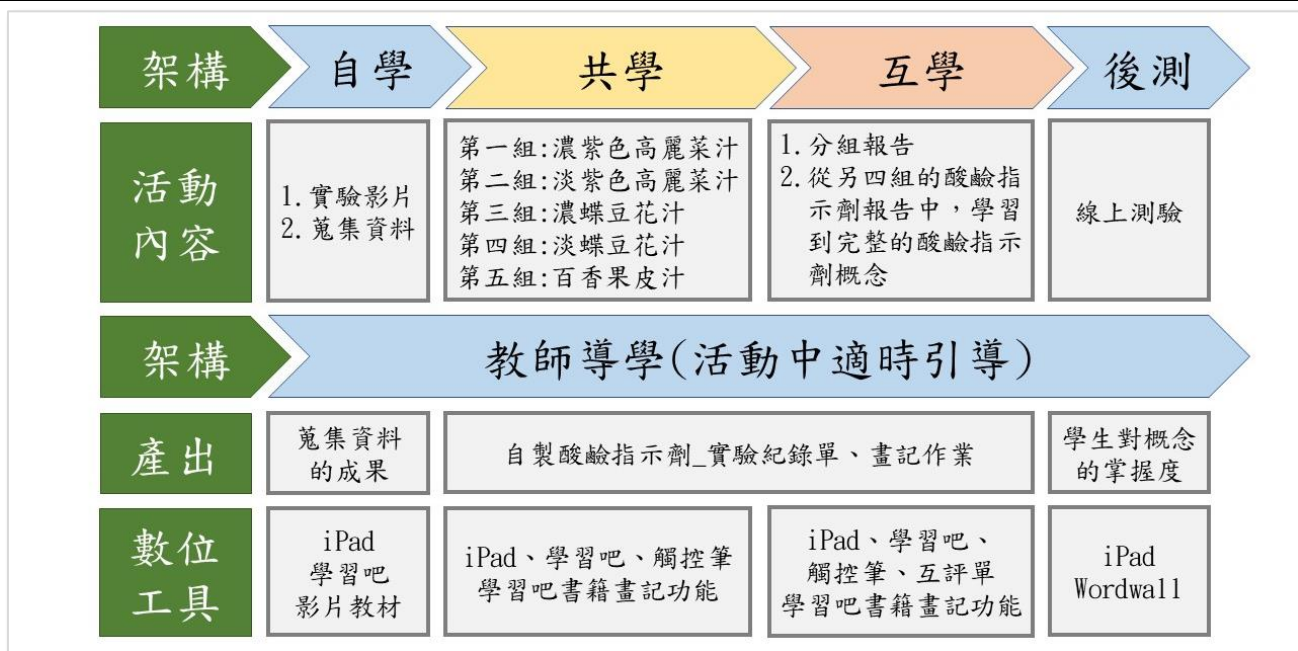 架構
自學
共學
互學
後測
活動
內容
1. 實驗影片
2. 蒐集資料
第一組:濃紫色高麗菜汁
第二組:淡紫色高麗菜汁
第三組:濃蝶豆花汁
第四組:淡蝶豆花汁
第五組:百香果皮汁
1. 分組報告
2. 從另四組的酸鹼指
示劑報告中,學習
到完整的酸鹼指示
劑概念
線上測驗
架構
教師導學(活動中適時引導)
產出
蒐集資料
的成果
自製酸鹼指示劑_實驗紀錄單、畫記作業
學生對概念
的掌握度
數位
工具
iPad
學習吧
影片教材
iPad、學習吧、觸控筆
學習吧書籍畫記功能
iPad、學習吧、
觸控筆、互評單
學習吧書籍畫記功能
iPad
Wordwall